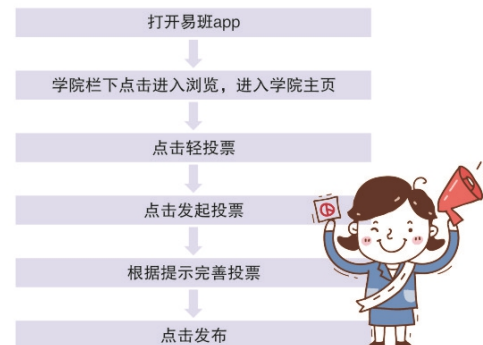 打开易班app
学院栏下点击进入浏览，进入学院主页
点击轻投票
点击发起投票
根据提示完善投票
点击发布